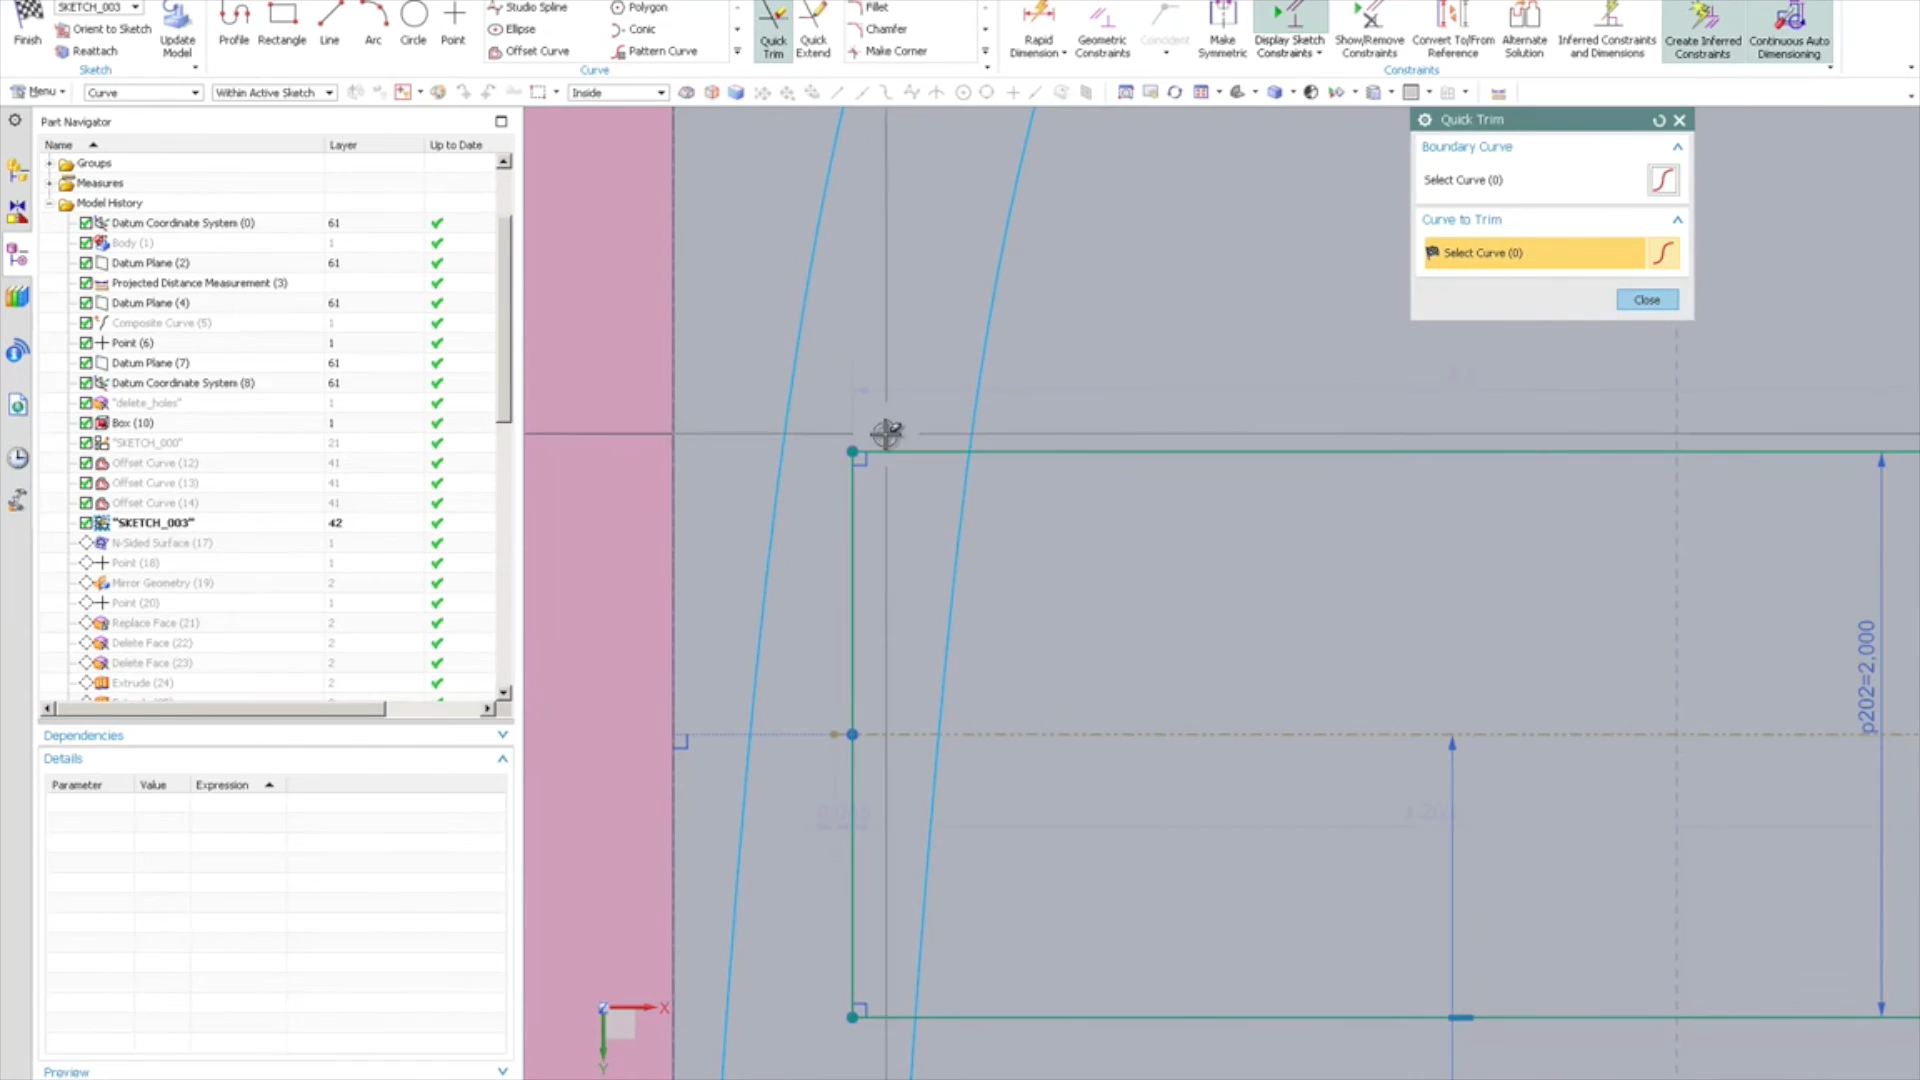 SKETCH_003
Orient to Sketch
Reattach
Finish
Update Model
Sketch
Profile
Rectangle
Line
Arc
Circle
Point
Studio Spline
Ellipse
Offset Curve
Polygon
Conic
Pattern Curve
Quick Trim
Quick Extend
Fillet
Chamfer
Make Corner
Curve
Rapid Dimension
Geometric Constraints
Coincident
Make Symmetric
Display Sketch Constraints
Show/Remove Constraints
Convert To/From Reference
Alternate Solution
Inferred Constraints and Dimensions
Create Inferred Constraints
Continuous Auto Dimensioning
Constraints
Menu
Curve
Within Active Sketch
Inside
Part Navigator
Name Layer Up to Date
Groups
Measures
Model History
Datum Coordinate System (0) 61
Body (1) 1
Datum Plane (2) 61
Projected Distance Measurement (3)
Datum Plane (4) 61
Composite Curve (5) 1
Point (6) 1
Datum Plane (7) 61
Datum Coordinate System (8) 61
"delete_holes" 1
Box (10) 1
"SKETCH_000" 21
Offset Curve (12) 41
Offset Curve (13) 41
Offset Curve (14) 41
"SKETCH_003" 42
N-Sided Surface (17) 1
Point (18) 1
Mirror Geometry (19) 2
Point (20) 1
Replace Face (21) 2
Delete Face (22) 2
Delete Face (23) 2
Extrude (24) 2
Dependencies
Details
Parameter Value Expression
Preview
Quick Trim
Boundary Curve
Select Curve (0)
Curve to Trim
Select Curve (0)
Close
p202=2,000
Z
X
Y